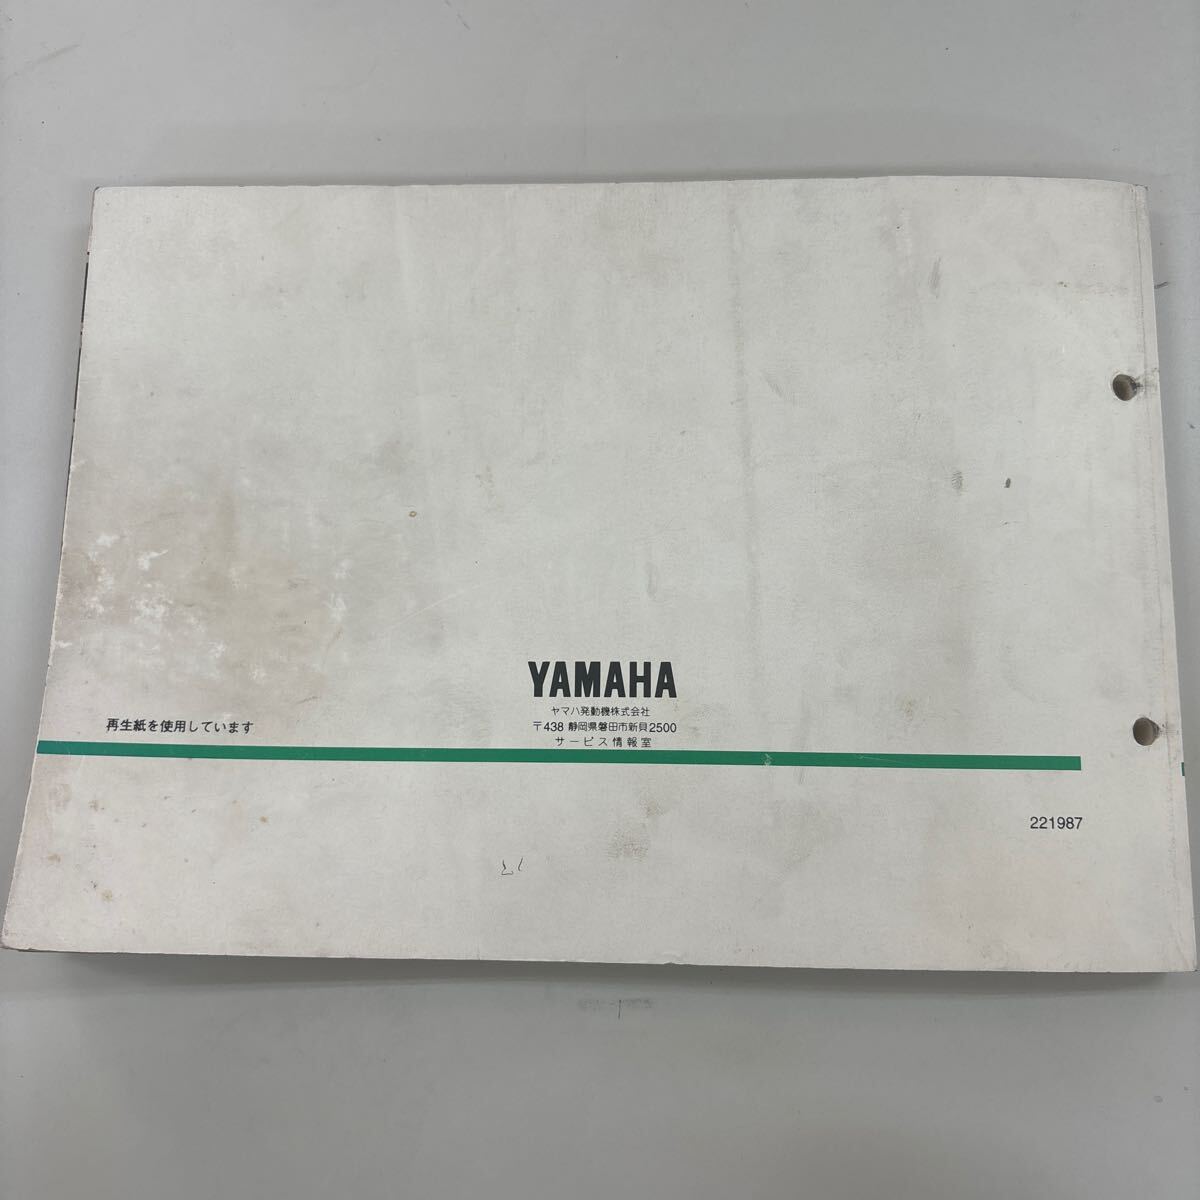 YAMAHA
ヤマハ発動機株式会社
〒438 静岡県磐田市新貝2500
サービス情報室
再生紙を使用しています
221987